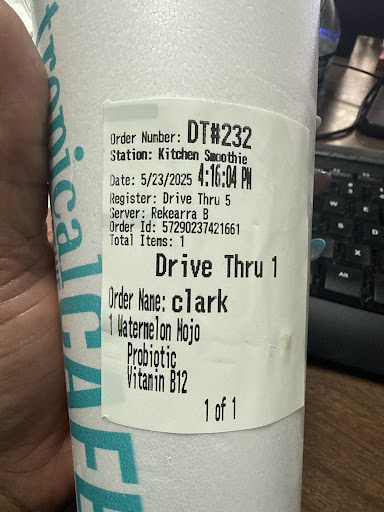 Order Number: DT#232
Station: Kitchen Smoothie
Date: 5/23/2025 4:16:04 PM
Register: Drive Thru 5
Server: Rekearra B
Order Id: 57290237421661
Total Items: 1
Drive Thru 1
Order Name: clark
1 Watermelon Mojo
Probiotic
Vitamin B12
1 of 1
tropical
CAFE